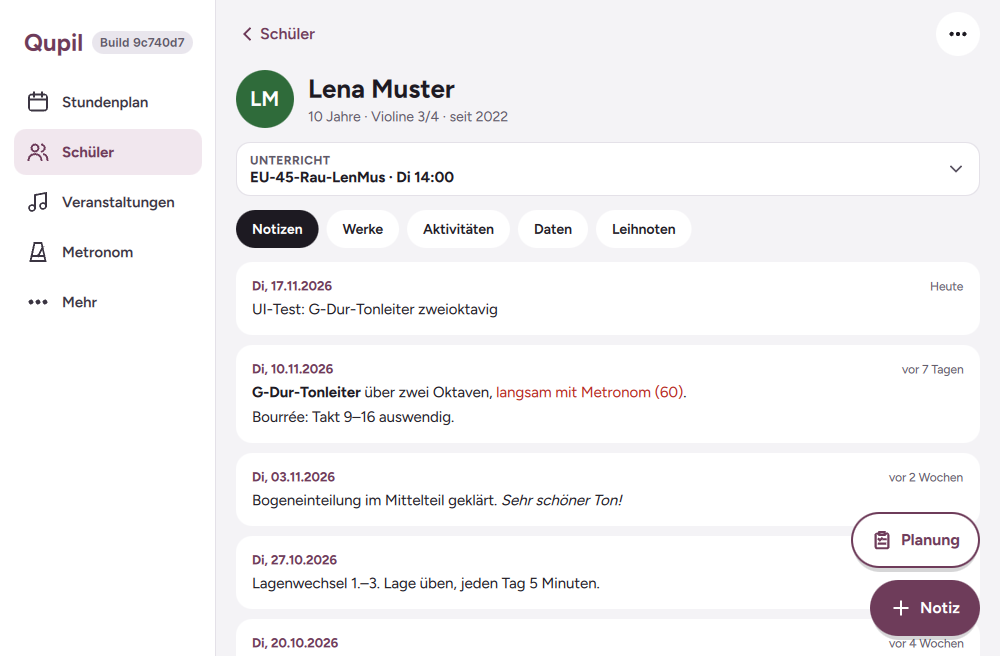 Qupil
Build 9c740d7
Stundenplan
Schüler
Veranstaltungen
Metronom
Mehr
Schüler
LM
Lena Muster
10 Jahre · Violine 3/4 · seit 2022
UNTERRICHT
EU-45-Rau-LenMus · Di 14:00
Notizen
Werke
Aktivitäten
Daten
Leihnoten
Di, 17.11.2026
Heute
UI-Test: G-Dur-Tonleiter zweioktavig
Di, 10.11.2026
vor 7 Tagen
G-Dur-Tonleiter über zwei Oktaven, langsam mit Metronom (60).
Bourrée: Takt 9–16 auswendig.
Di, 03.11.2026
vor 2 Wochen
Bogeneinteilung im Mittelteil geklärt. Sehr schöner Ton!
Di, 27.10.2026
Lagenwechsel 1.–3. Lage üben, jeden Tag 5 Minuten.
Planung
Notiz
Di, 20.10.2026
vor 4 Wochen